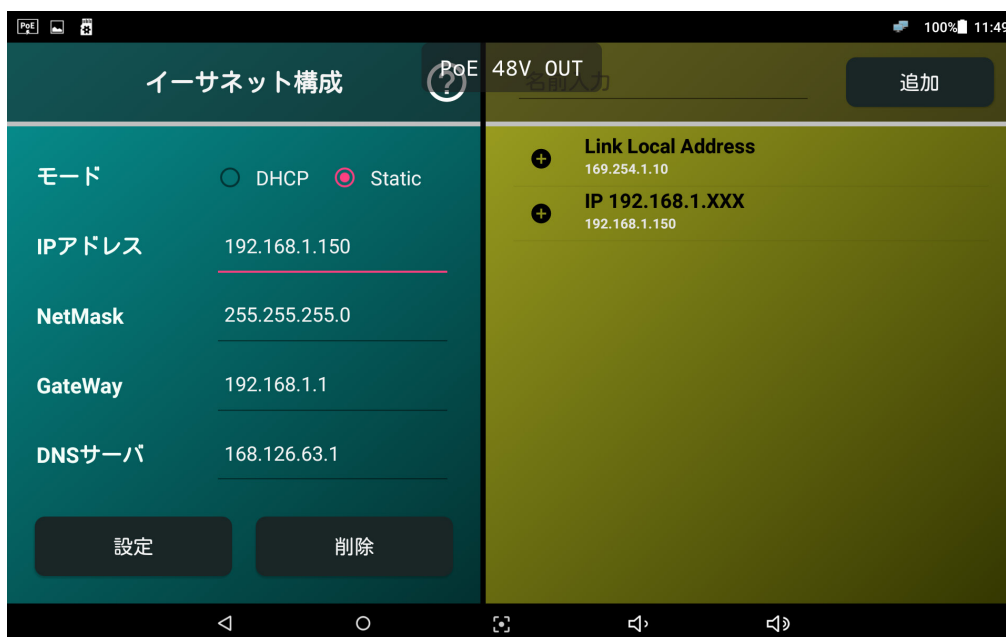 PoE
100% 11:49
イーサネット構成
PoE 48V OUT
名前入力
追加
モード
DHCP
Static
IPアドレス
192.168.1.150
NetMask
255.255.255.0
GateWay
192.168.1.1
DNSサーバ
168.126.63.1
設定
削除
Link Local Address
169.254.1.10
IP 192.168.1.XXX
192.168.1.150